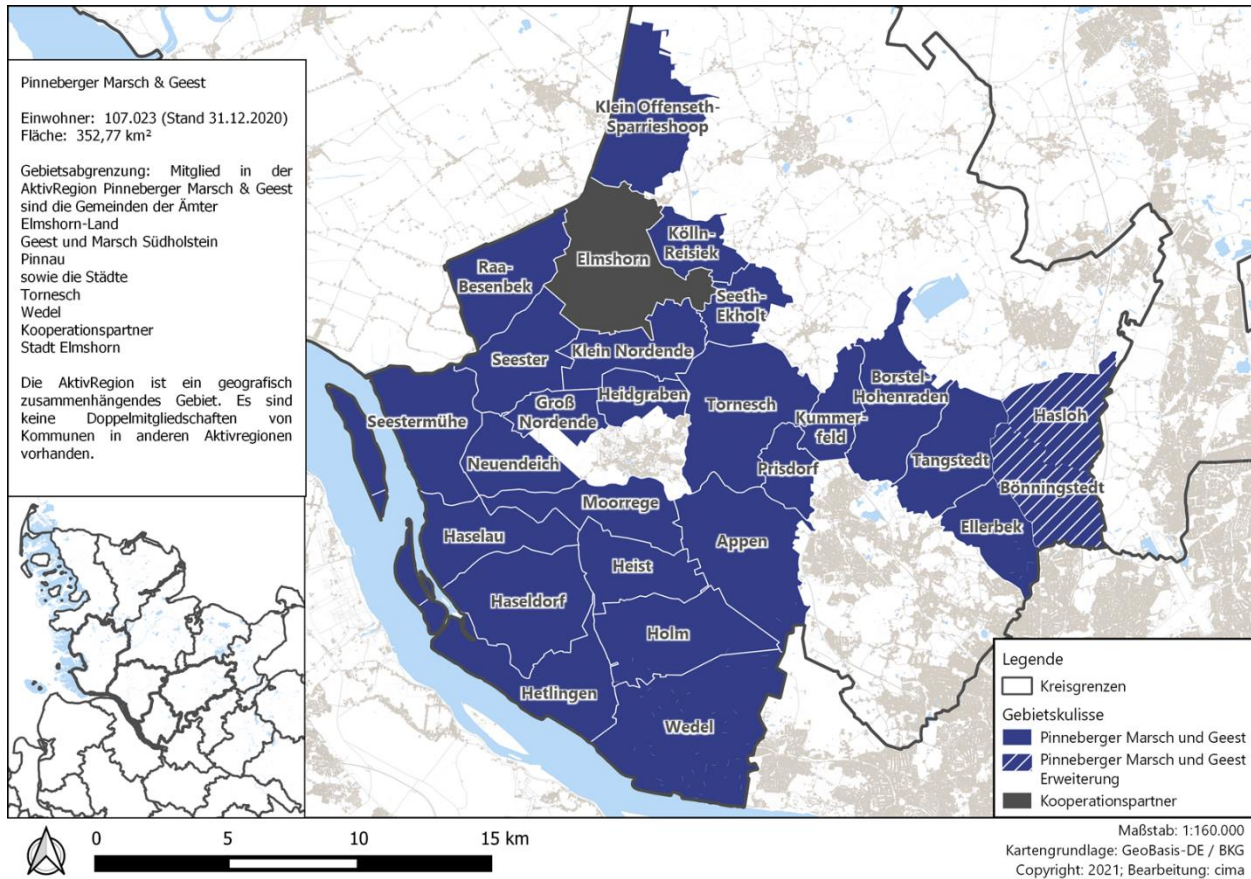 Pinneberger Marsch & Geest
Einwohner: 107.023 (Stand 31.12.2020)
Fläche: 352,77 km²
Gebietsabgrenzung: Mitglied in der
AktivRegion Pinneberger Marsch & Geest
sind die Gemeinden der Ämter
Elmshorn-Land
Geest und Marsch Südholstein
Pinnau
sowie die Städte
Tornesch
Wedel
Kooperationspartner
Stadt Elmshorn
Die AktivRegion ist ein geografisch
zusammenhängendes Gebiet. Es sind
keine Doppelmitgliedschaften von
Kommunen in anderen Aktivregionen
vorhanden.
Klein Offenseth-
Sparrieshoop
Elmshorn
Kölln-
Reisiek
Raa-
Besenbek
Seeth-
Ekholt
Seester
Klein Nordende
Heidgraben
Groß
Nordende
Seestermühe
Neuendeich
Tornesch
Kummer-
feld
Borstel-
Hohenraden
Prisdorf
Tangstedt
Hasloh
Bönningstedt
Ellerbek
Moorrege
Appen
Haselau
Heist
Haseldorf
Holm
Hetlingen
Wedel
Legende
Kreisgrenzen
Gebietskulisse
Pinneberger Marsch und Geest
Pinneberger Marsch und Geest
Erweiterung
Kooperationspartner
0 5 10 15 km
Maßstab: 1:160.000
Kartengrundlage: GeoBasis-DE / BKG
Copyright: 2021; Bearbeitung: cima